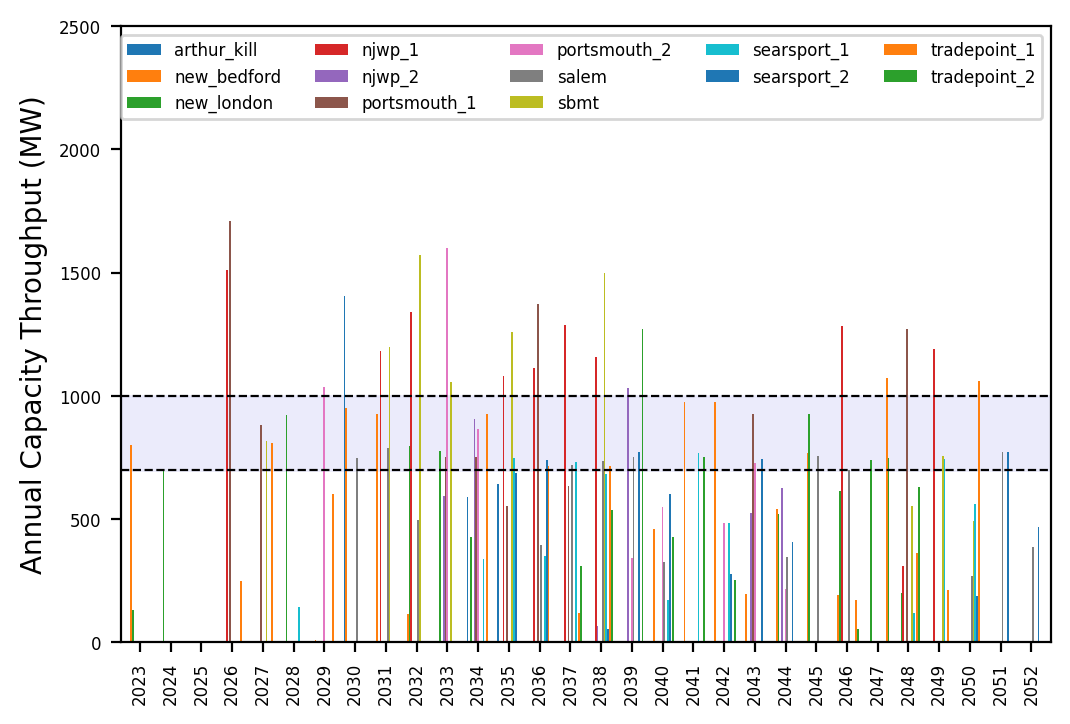 2500
2000
1500
1000
500
0
Annual Capacity Throughput (MW)
arthur_kill
new_bedford
new_london
njwp_1
njwp_2
portsmouth_1
portsmouth_2
salem
sbmt
searsport_1
searsport_2
tradepoint_1
tradepoint_2
2023
2024
2025
2026
2027
2028
2029
2030
2031
2032
2033
2034
2035
2036
2037
2038
2039
2040
2041
2042
2043
2044
2045
2046
2047
2048
2049
2050
2051
2052